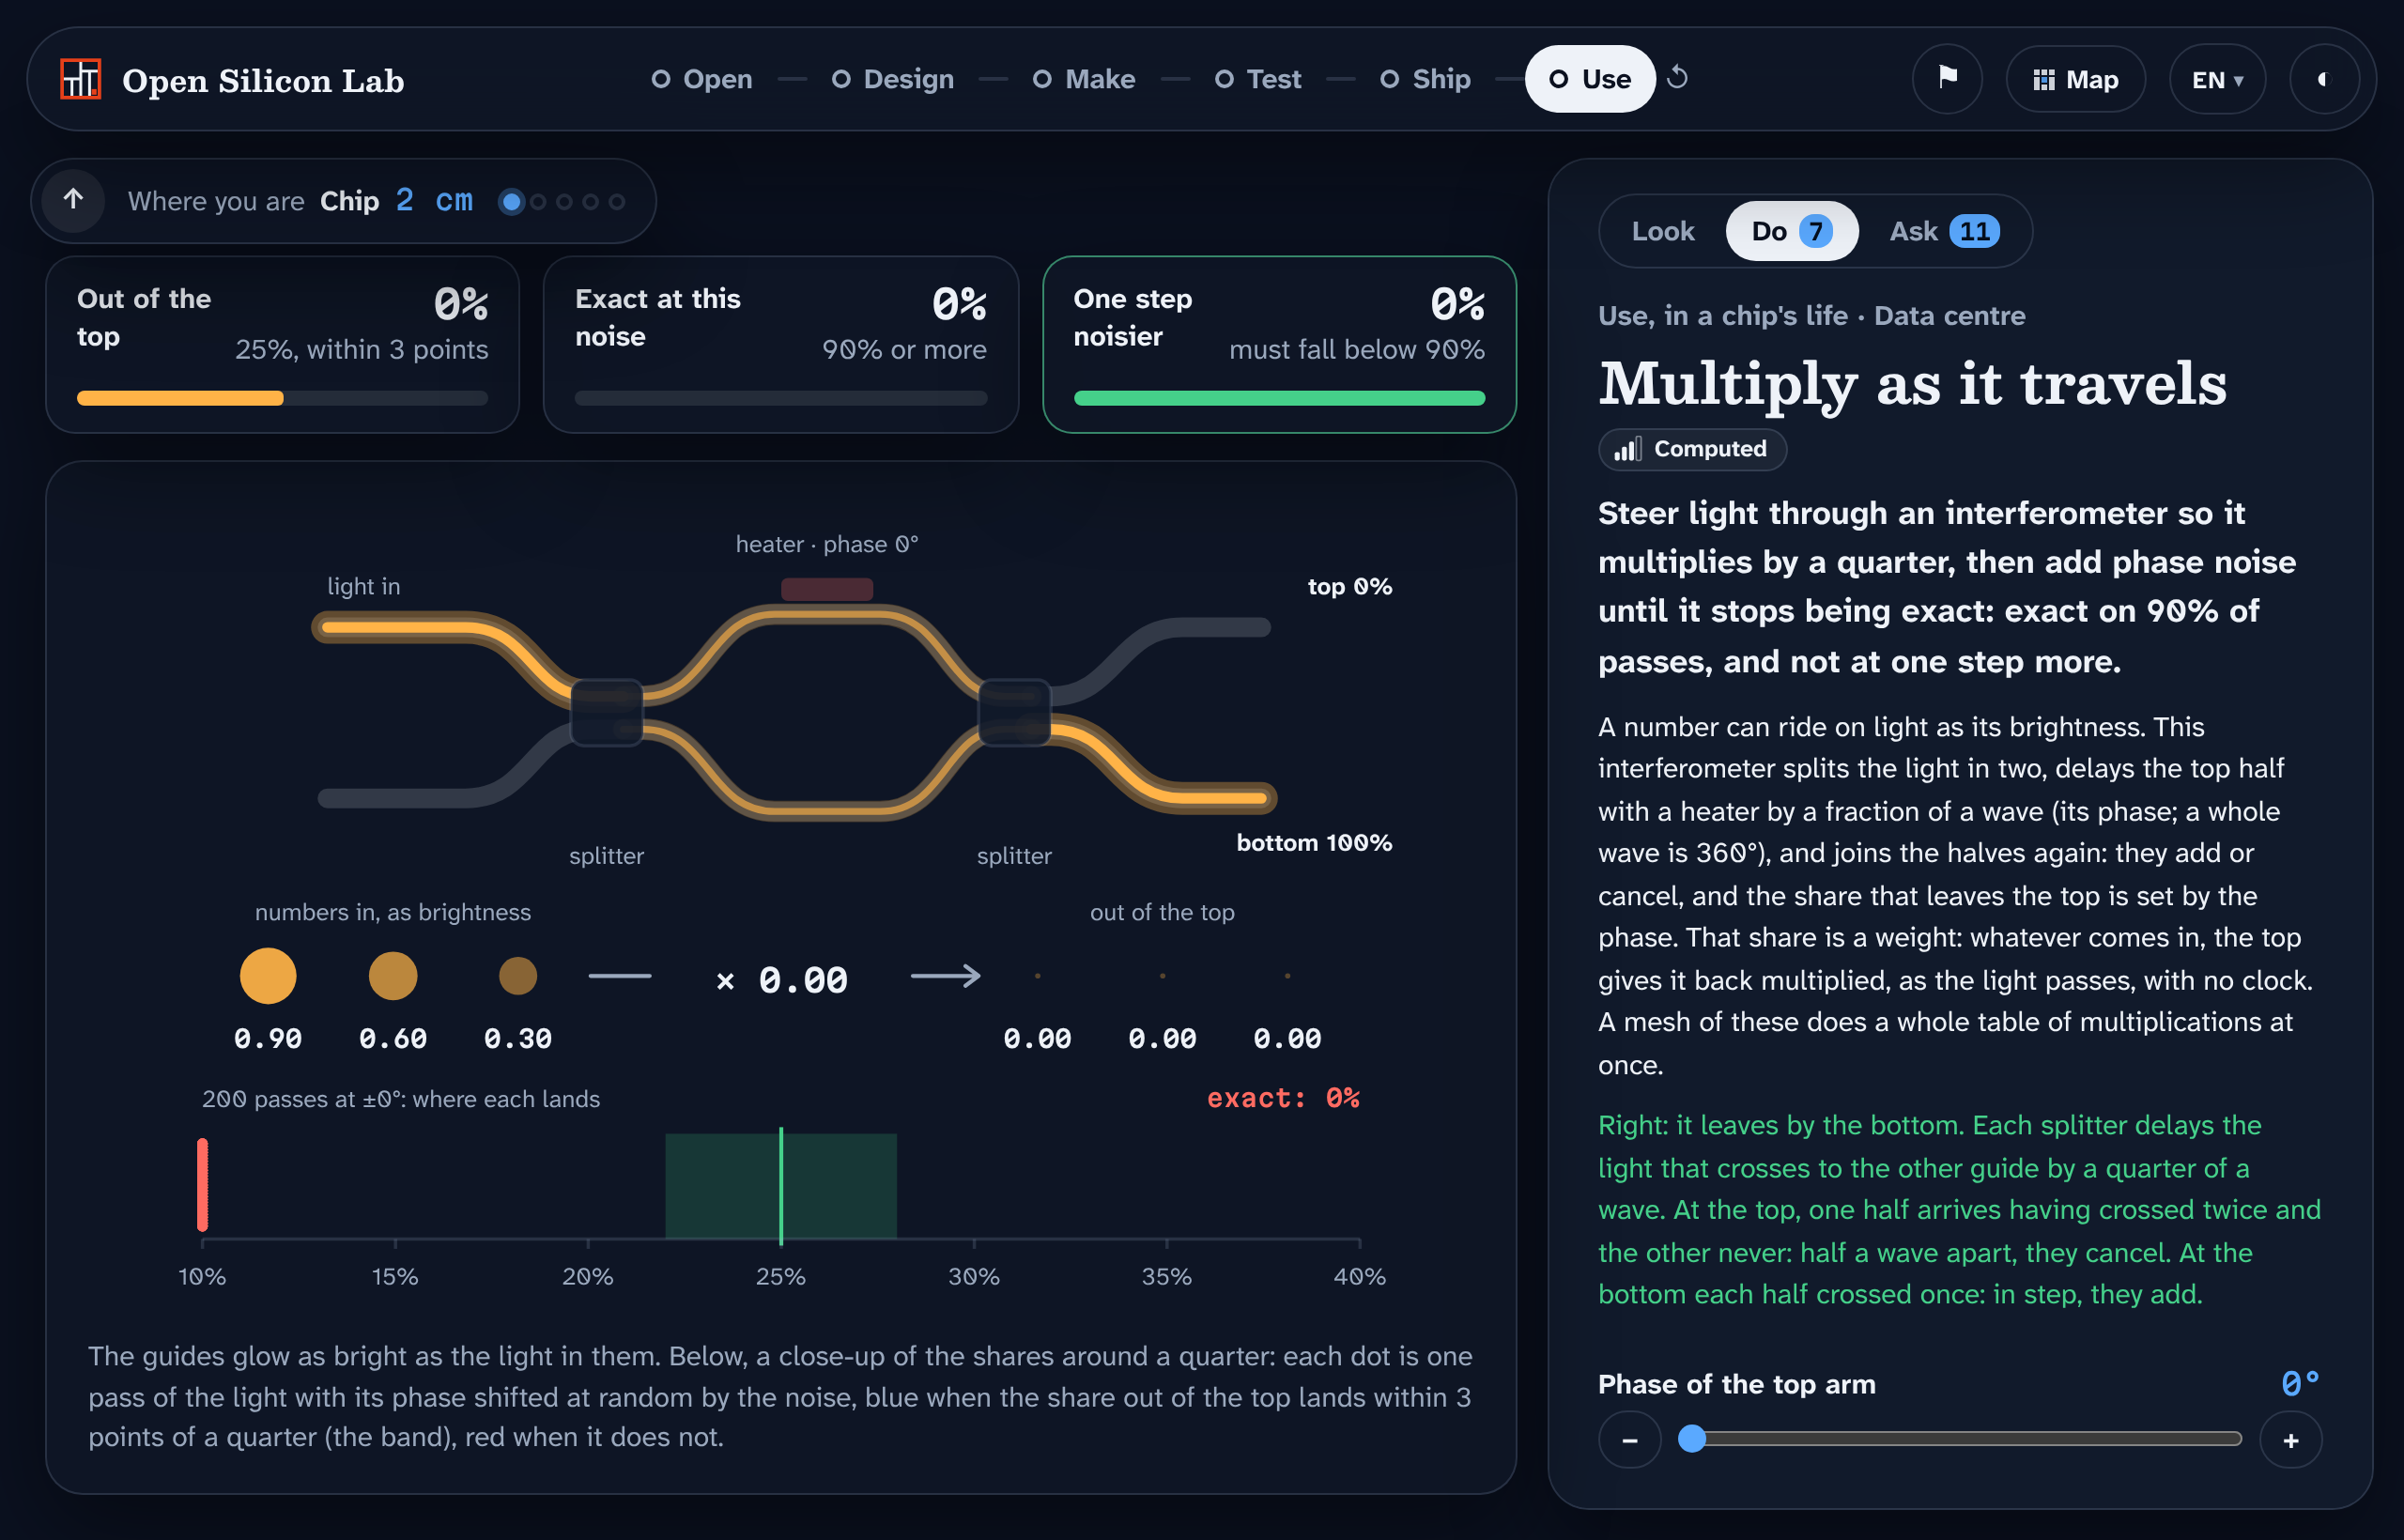 Open Silicon Lab
Open
Design
Make
Test
Ship
Use
Map
EN
Where you are Chip 2 cm
Out of the top
0%
25%, within 3 points
Exact at this noise
0%
90% or more
One step noisier
0%
must fall below 90%
heater · phase 0°
light in
top 0%
splitter
splitter
bottom 100%
numbers in, as brightness
out of the top
× 0.00
0.90 0.60 0.30
0.00 0.00 0.00
200 passes at ±0°: where each lands
exact: 0%
10% 15% 20% 25% 30% 35% 40%
The guides glow as bright as the light in them. Below, a close-up of the shares around a quarter: each dot is one
pass of the light with its phase shifted at random by the noise, blue when the share out of the top lands within 3
points of a quarter (the band), red when it does not.
Look
Do 7
Ask 11
Use, in a chip's life · Data centre
Multiply as it travels
Computed
Steer light through an interferometer so it
multiplies by a quarter, then add phase noise
until it stops being exact: exact on 90% of
passes, and not at one step more.
A number can ride on light as its brightness. This
interferometer splits the light in two, delays the top half
with a heater by a fraction of a wave (its phase; a whole
wave is 360°), and joins the halves again: they add or
cancel, and the share that leaves the top is set by the
phase. That share is a weight: whatever comes in, the top
gives it back multiplied, as the light passes, with no clock.
A mesh of these does a whole table of multiplications at
once.
Right: it leaves by the bottom. Each splitter delays the
light that crosses to the other guide by a quarter of a
wave. At the top, one half arrives having crossed twice and
the other never: half a wave apart, they cancel. At the
bottom each half crossed once: in step, they add.
Phase of the top arm
0°
− +